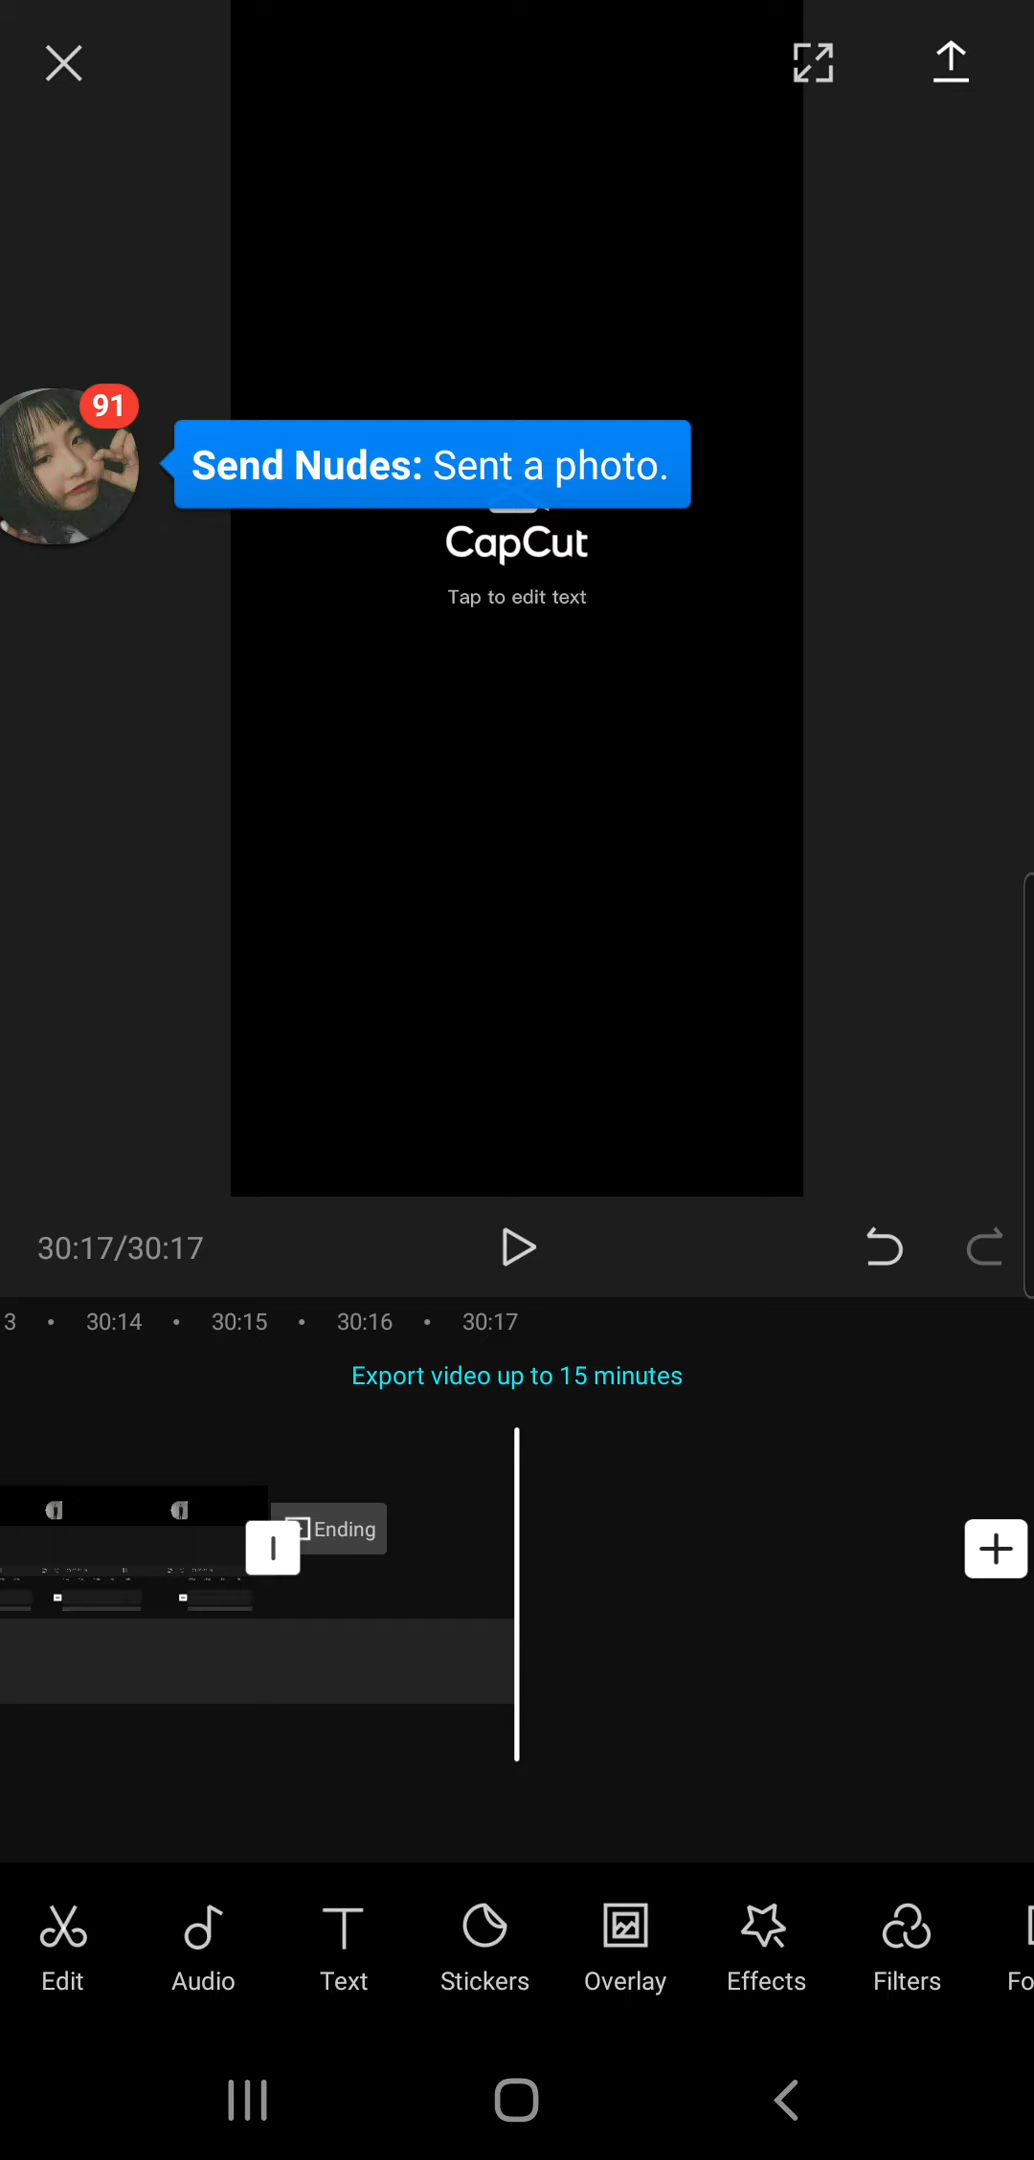 91
Send Nudes: Sent a photo.
CapCut
Tap to edit text
30:17/30:17
3 • 30:14 • 30:15 • 30:16 • 30:17
Export video up to 15 minutes
Ending
Edit Audio Text Stickers Overlay Effects Filters Fo